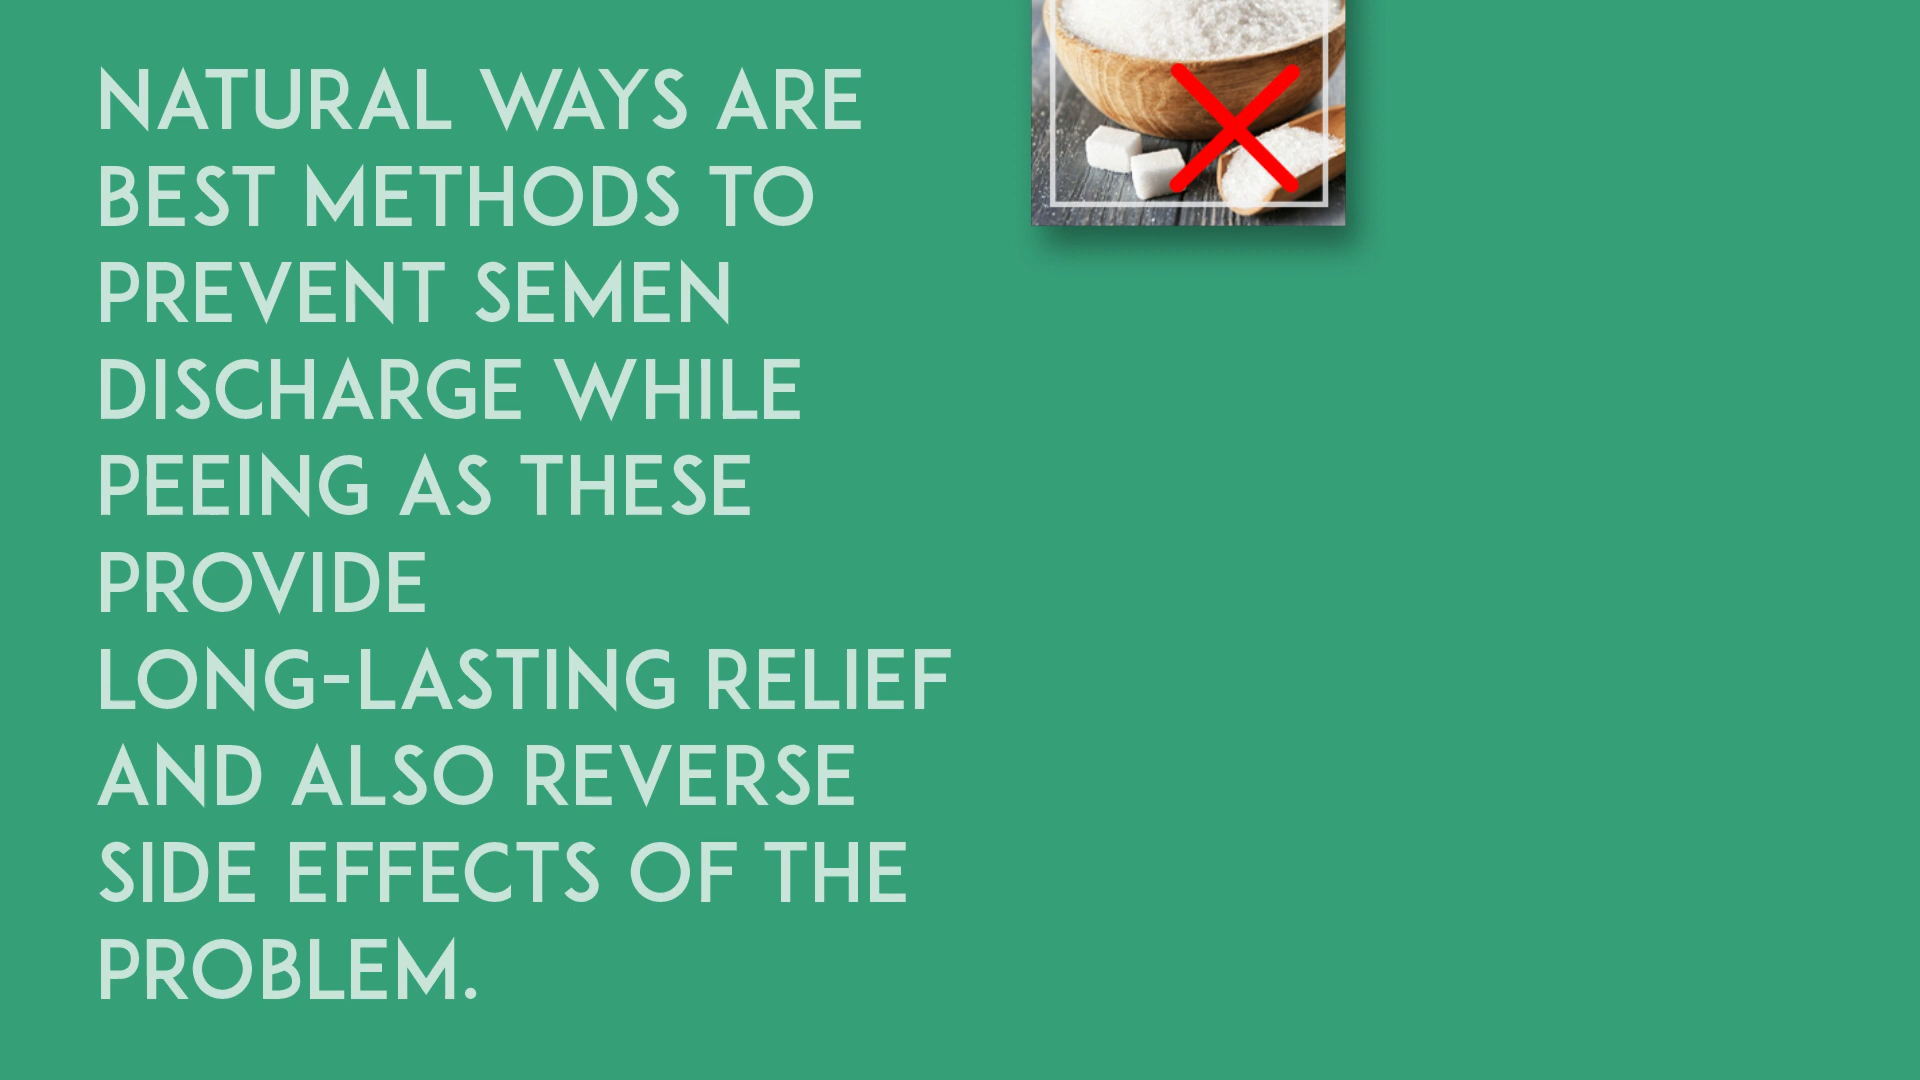 NATURAL WAYS ARE
BEST METHODS TO
PREVENT SEMEN
DISCHARGE WHILE
PEEING AS THESE
PROVIDE
LONG-LASTING RELIEF
AND ALSO REVERSE
SIDE EFFECTS OF THE
PROBLEM.